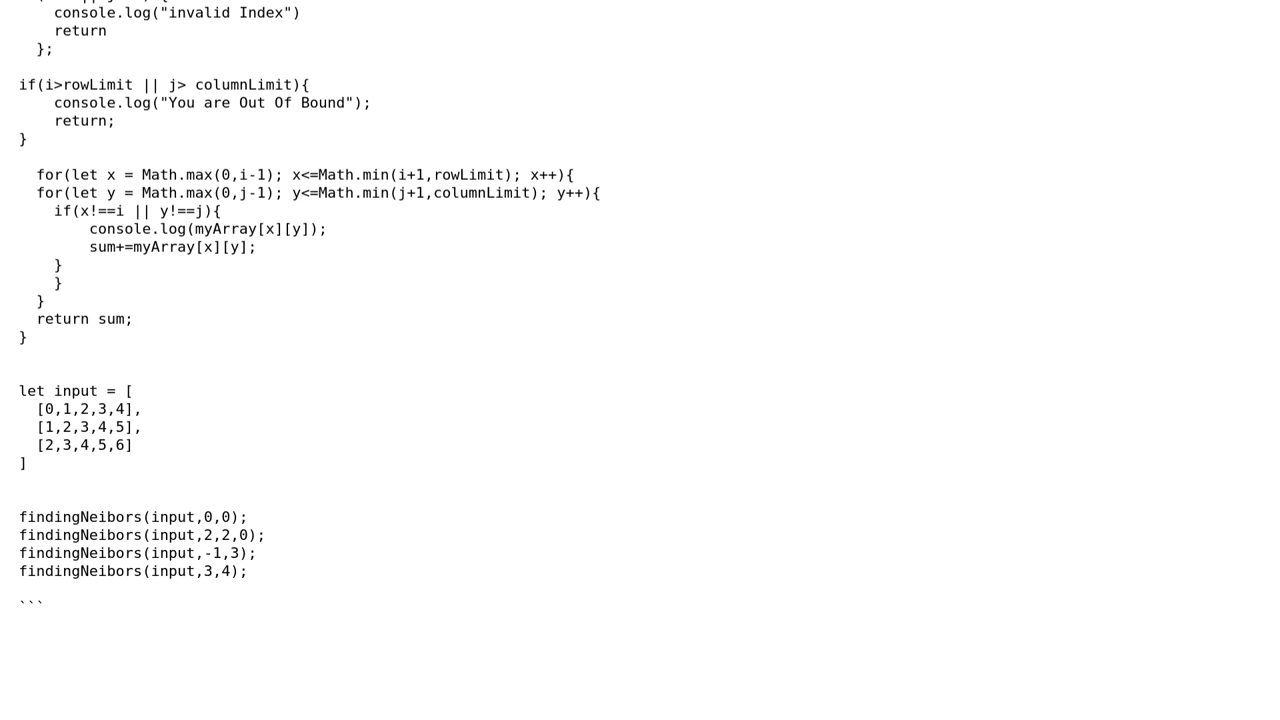 console.log("invalid Index")
    return
  };

if(i>rowLimit || j> columnLimit){
    console.log("You are Out Of Bound");
    return;
}

  for(let x = Math.max(0,i-1); x<=Math.min(i+1,rowLimit); x++){
  for(let y = Math.max(0,j-1); y<=Math.min(j+1,columnLimit); y++){
    if(x!==i || y!==j){
        console.log(myArray[x][y]);
        sum+=myArray[x][y];
    }
    }
  }
  return sum;
}


let input = [
  [0,1,2,3,4],
  [1,2,3,4,5],
  [2,3,4,5,6]
]


findingNeibors(input,0,0);
findingNeibors(input,2,2,0);
findingNeibors(input,-1,3);
findingNeibors(input,3,4);

```